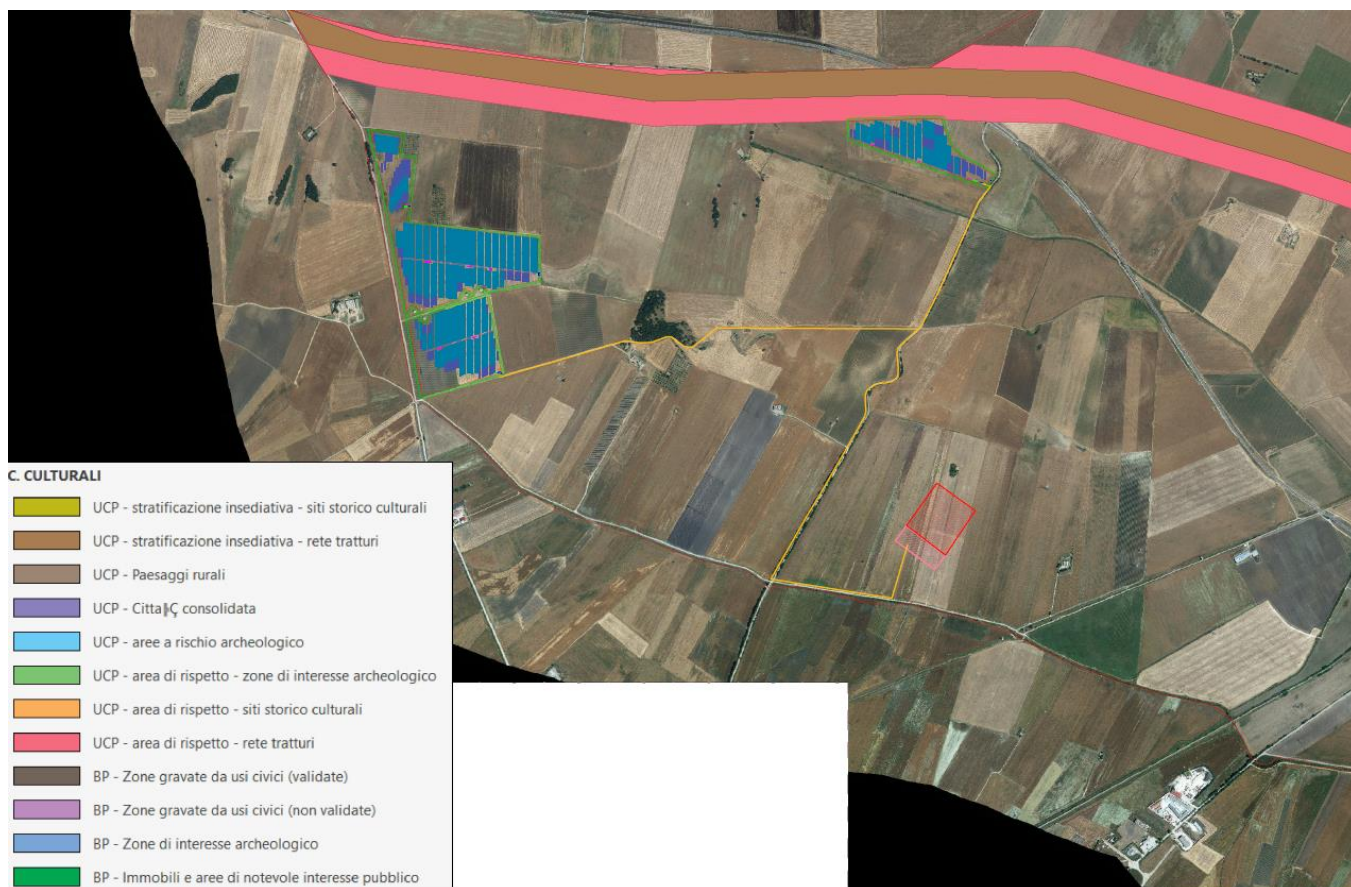 C. CULTURALI
UCP - stratificazione insediativa - siti storico culturali
UCP - stratificazione insediativa - rete tratturi
UCP - Paesaggi rurali
UCP - Citta╠Ç consolidata
UCP - aree a rischio archeologico
UCP - area di rispetto - zone di interesse archeologico
UCP - area di rispetto - siti storico culturali
UCP - area di rispetto - rete tratturi
BP - Zone gravate da usi civici (validate)
BP - Zone gravate da usi civici (non validate)
BP - Zone di interesse archeologico
BP - Immobili e aree di notevole interesse pubblico